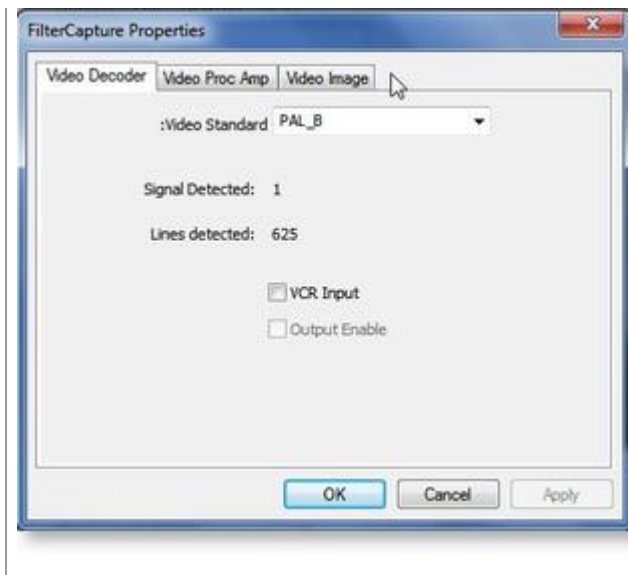 FilterCapture Properties
Video Decoder Video Proc Amp Video Image
:Video Standard PAL_B
Signal Detected: 1
Lines detected: 625
VCR Input
Output Enable
OK Cancel Apply